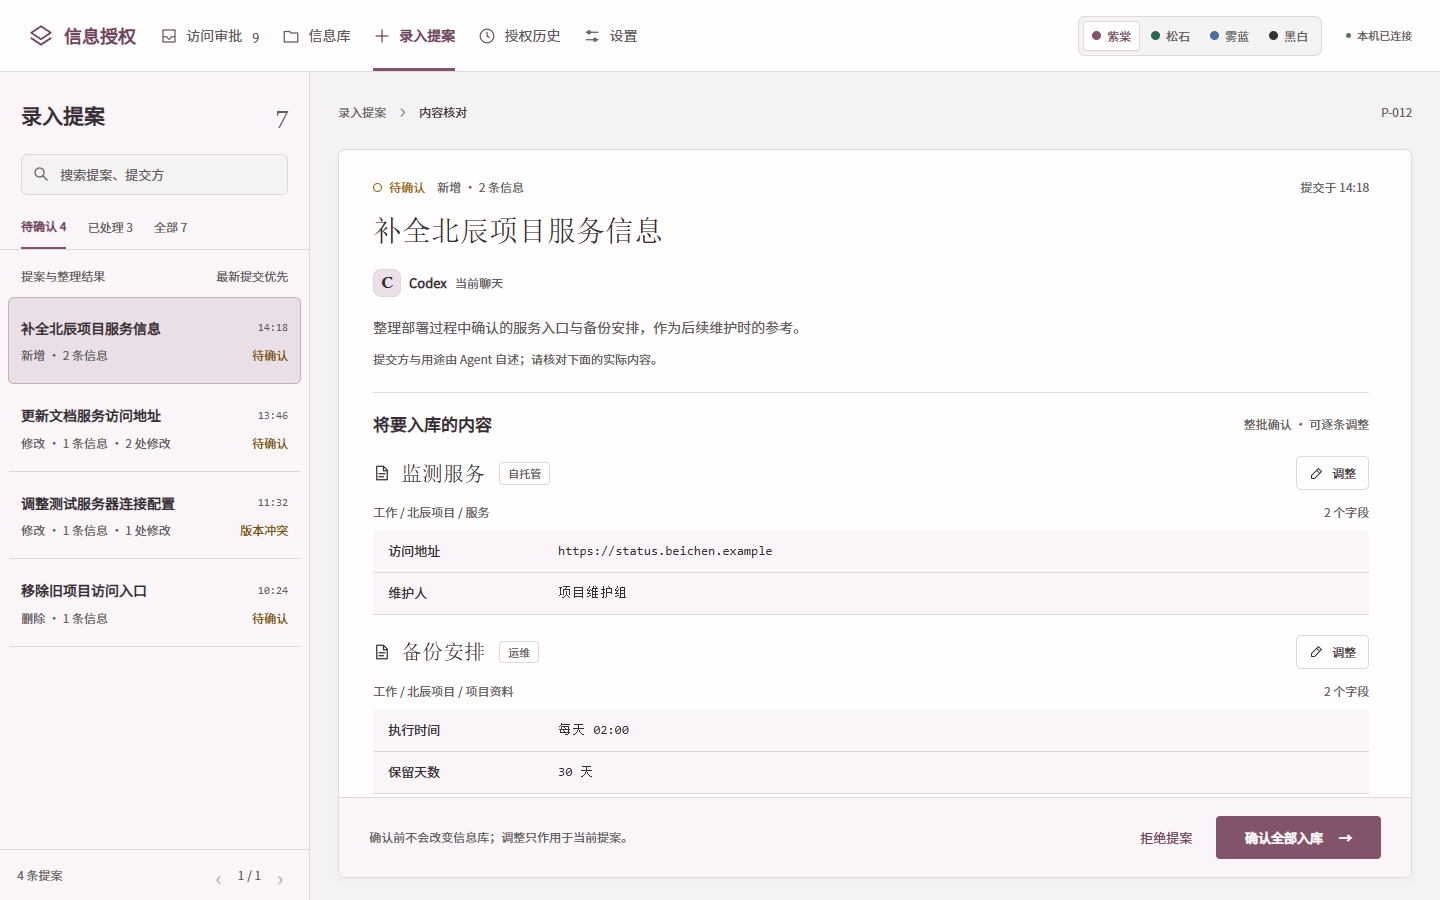 信息授权
访问审批 9
信息库
录入提案
授权历史
设置
紫棠
松石
雾蓝
黑白
本机已连接
录入提案
7
搜索提案、提交方
待确认 4
已处理 3
全部 7
提案与整理结果
最新提交优先
补全北辰项目服务信息
14:18
新增 · 2 条信息
待确认
更新文档服务访问地址
13:46
修改 · 1 条信息 · 2 处修改
待确认
调整测试服务器连接配置
11:32
修改 · 1 条信息 · 1 处修改
版本冲突
移除旧项目访问入口
10:24
删除 · 1 条信息
待确认
4 条提案
‹ 1 / 1 ›
录入提案 > 内容核对
P-012
待确认 新增 · 2 条信息
提交于 14:18
补全北辰项目服务信息
C Codex 当前聊天
整理部署过程中确认的服务入口与备份安排，作为后续维护时的参考。
提交方与用途由 Agent 自述；请核对下面的实际内容。
将要入库的内容
整批确认 · 可逐条调整
监测服务 自托管
调整
工作 / 北辰项目 / 服务
2 个字段
访问地址 https://status.beichen.example
维护人 项目维护组
备份安排 运维
调整
工作 / 北辰项目 / 项目资料
2 个字段
执行时间 每天 02:00
保留天数 30 天
确认前不会改变信息库；调整只作用于当前提案。
拒绝提案
确认全部入库 →